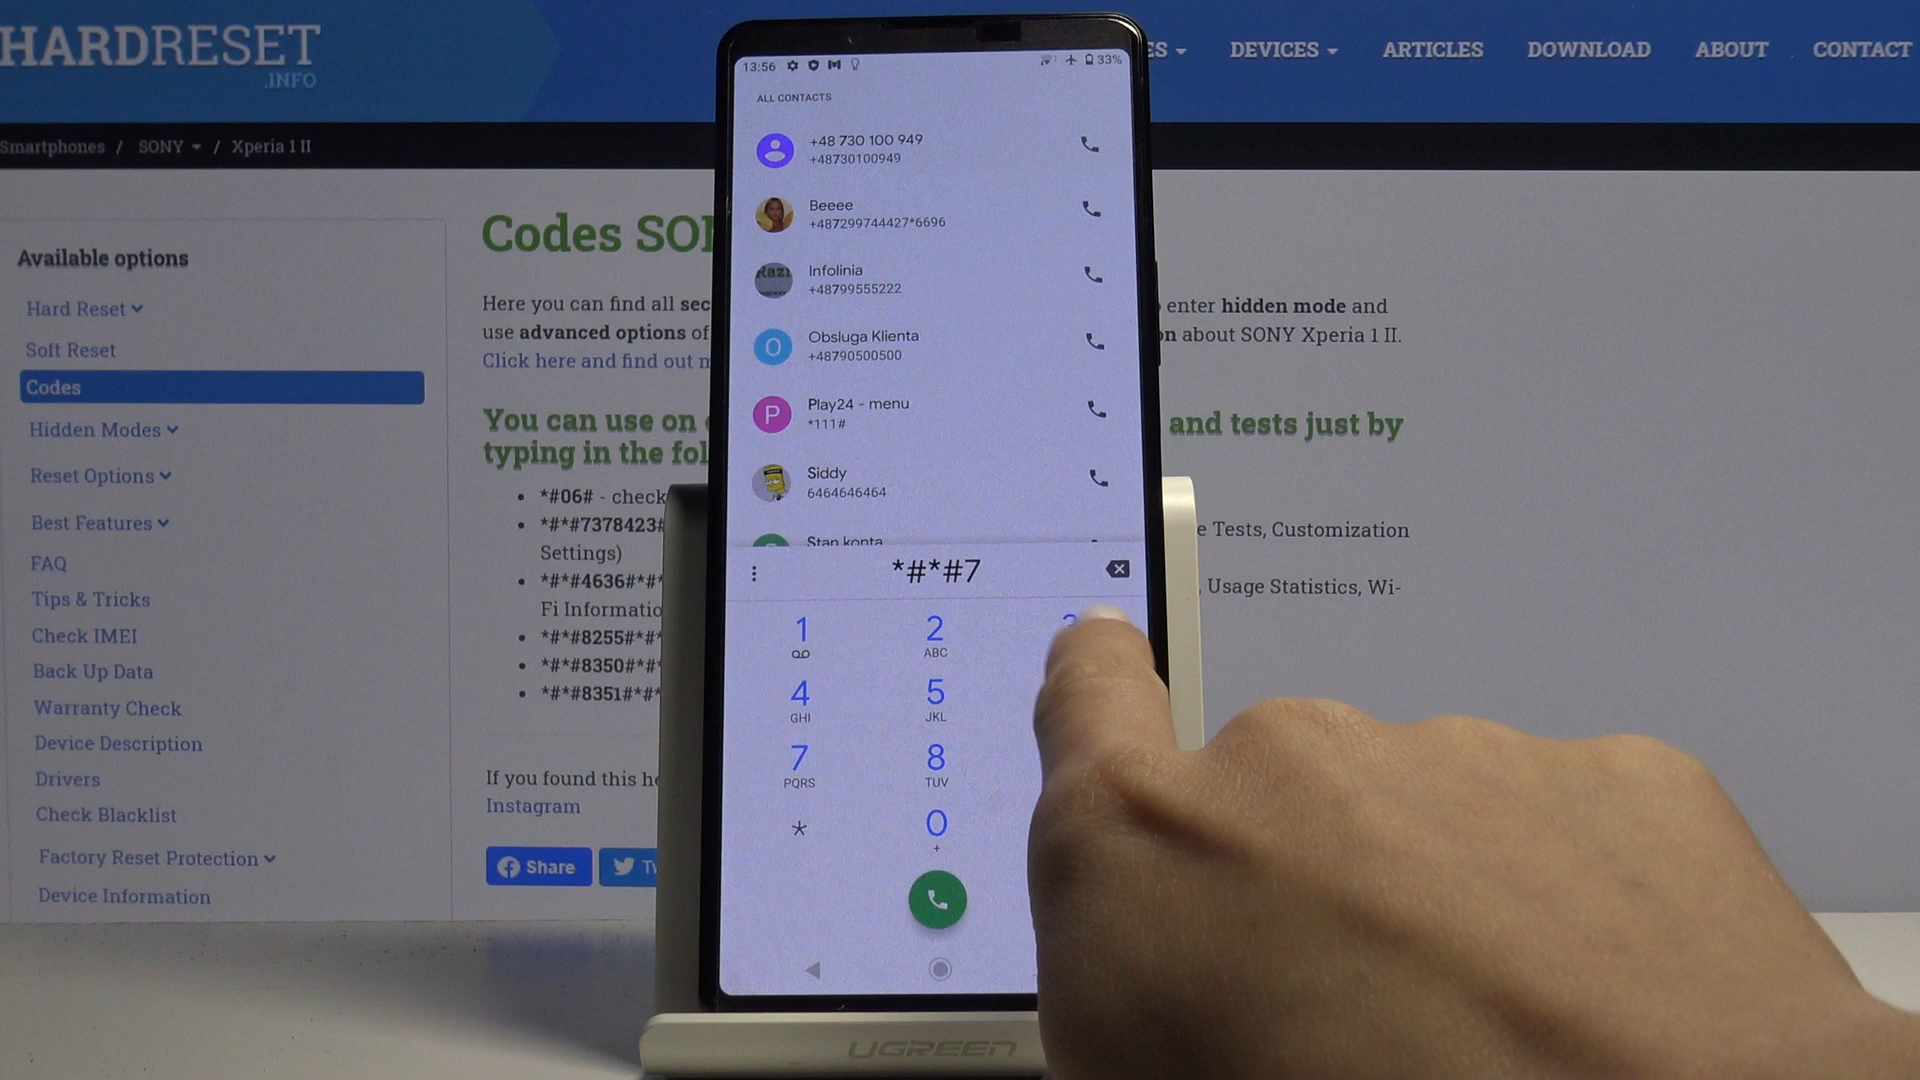 HARDRESET
.INFO
DEVICES
ARTICLES
DOWNLOAD
ABOUT
CONTACT
Smartphones / SONY / Xperia 1 II
Available options
Hard Reset
Soft Reset
Codes
Hidden Modes
Reset Options
Best Features
FAQ
Tips & Tricks
Check IMEI
Back Up Data
Warranty Check
Device Description
Drivers
Check Blacklist
Factory Reset Protection
Device Information
Codes
Here you can find all
enter hidden mode and
use advanced options of
about SONY Xperia 1 II.
Click here and find out
You can use on
and tests just by
typing in the
*#06# - check
*#*#7378423#
Tests, Customization
Settings)
*#*#4636#*#*
, Usage Statistics, Wi-
Fi
*#*#8255#*#*
*#*#8350#*#*
*#*#8351#*#*
If you found this
Instagram
Share
13:56
33%
ALL CONTACTS
+48 730 100 949
+48730100949
Beeee
+487299744427*6696
Infolinia
+48799555222
Obsluga Klienta
+48790500500
Play24 - menu
*111#
Siddy
6464646464
Stan konta
*#*#7
1
2
ABC
4
GHI
5
JKL
7
PQRS
8
TUV
*
0
+
O
P
UGREEN